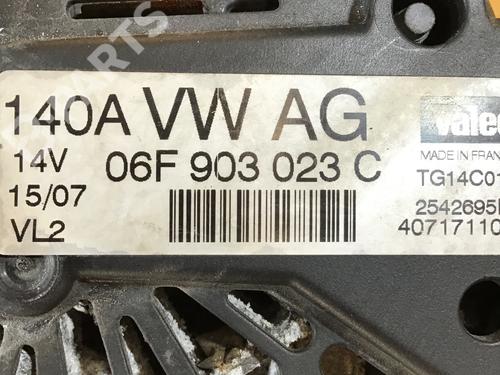 140A VW AG
Valeo
14V
06F 903 023 C
MADE IN FRAN
15/07
TG14C01
VL2
2542695
40717110